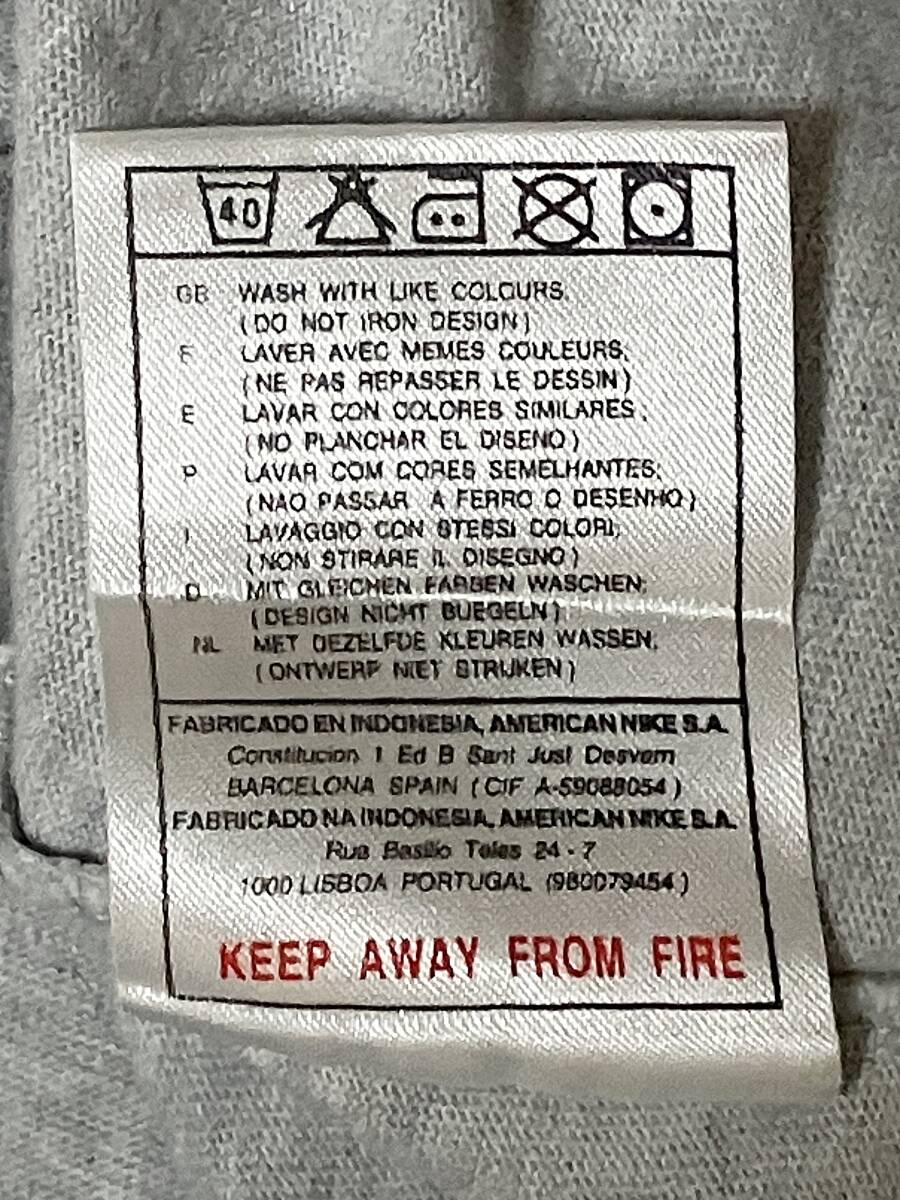 40
GB WASH WITH LIKE COLOURS.
(DO NOT IRON DESIGN)
F LAVER AVEC MEMES COULEURS.
(NE PAS REPASSER LE DESSIN)
E LAVAR CON COLORES SIMILARES.
(NO PLANCHAR EL DISENO)
P LAVAR COM CORES SEMELHANTES.
(NAO PASSAR A FERRO O DESENHO)
I LAVAGGIO CON STESSI COLORI.
(NON STIRARE IL DISEGNO)
D MIT GLEICHEN FARBEN WASCHEN.
(DESIGN NICHT BUEGELN)
NL MET DEZELFDE KLEUREN WASSEN.
(ONTWERP NIET STRIJKEN)
FABRICADO EN INDONESIA, AMERICAN NIKE S.A.
Constitucion 1 Ed B Sant Just Desvern
BARCELONA SPAIN (CIF A-59088054)
FABRICADO NA INDONESIA, AMERICAN NIKE S.A.
Rua Basilio Teles 24 - 7
1000 LISBOA PORTUGAL (980079454)
KEEP AWAY FROM FIRE